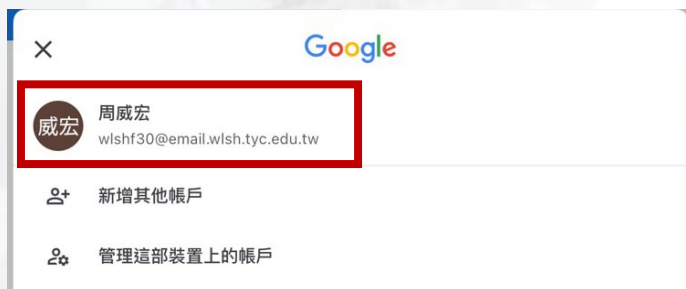 Google
威宏
周威宏
wlshf30@email.wlsh.tyc.edu.tw
新增其他帳戶
管理這部裝置上的帳戶